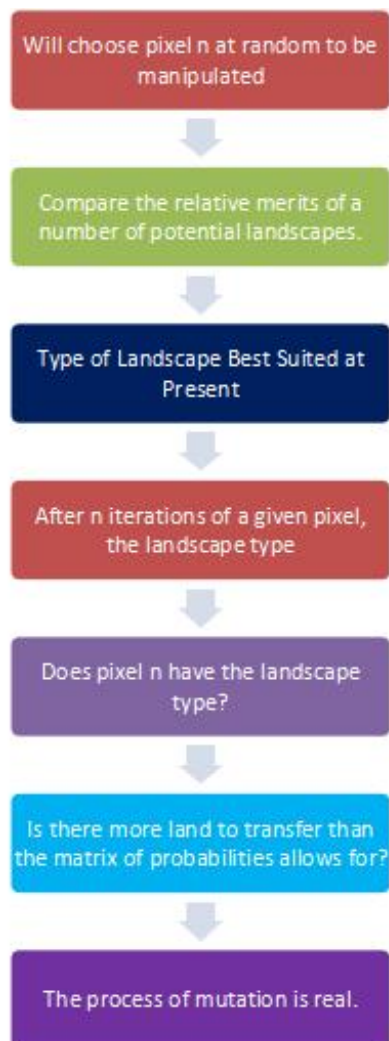 Will choose pixel n at random to be
manipulated
Compare the relative merits of a
number of potential landscapes.
Type of Landscape Best Suited at
Present
After n iterations of a given pixel,
the landscape type
Does pixel n have the landscape
type?
Is there more land to transfer than
the matrix of probabilities allows for?
The process of mutation is real.